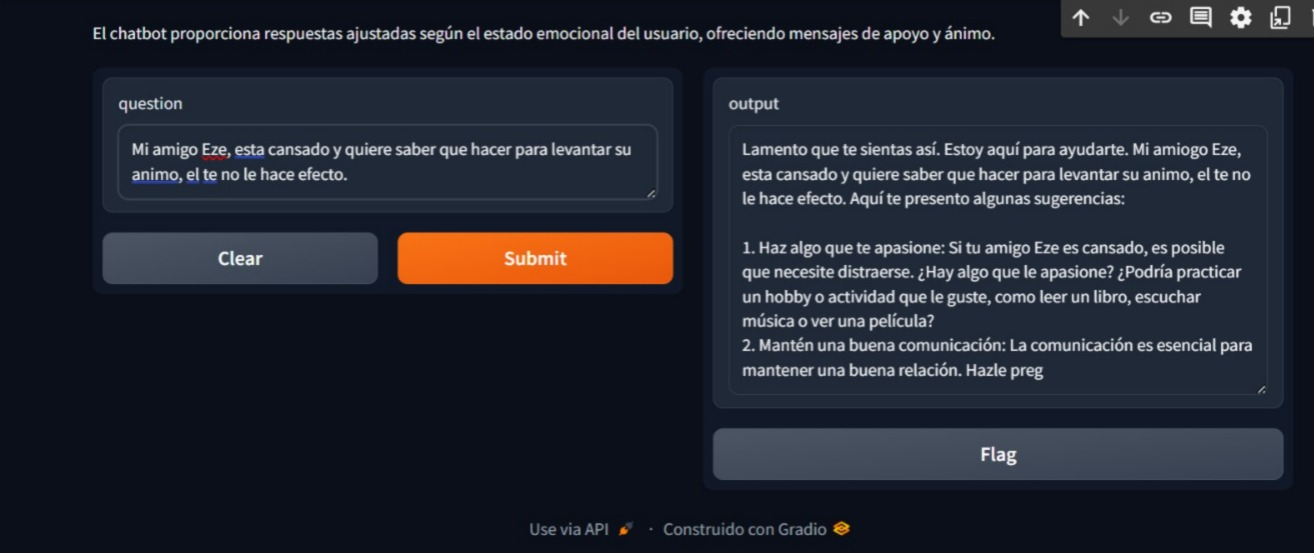 El chatbot proporciona respuestas ajustadas según el estado emocional del usuario, ofreciendo mensajes de apoyo y ánimo.
question
Mi amigo Eze, esta cansado y quiere saber que hacer para levantar su
animo, el te no le hace efecto.
Clear
Submit
output
Lamento que te sientas así. Estoy aquí para ayudarte. Mi amiogo Eze,
esta cansado y quiere saber que hacer para levantar su animo, el te no
le hace efecto. Aquí te presento algunas sugerencias:
1. Haz algo que te apasione: Si tu amigo Eze es cansado, es posible
que necesite distraerse. ¿Hay algo que le apasione? ¿Podría practicar
un hobby o actividad que le guste, como leer un libro, escuchar
música o ver una película?
2. Mantén una buena comunicación: La comunicación es esencial para
mantener una buena relación. Hazle preg
Flag
Use via API · Construido con Gradio